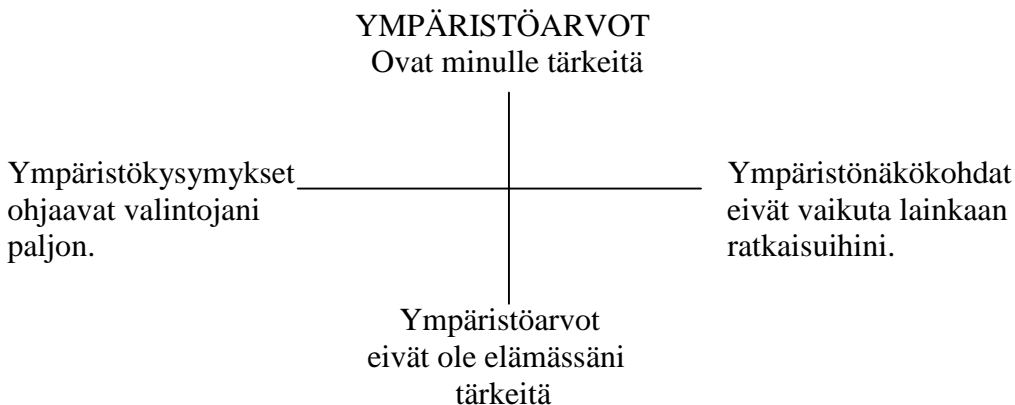 YMPÄRISTÖARVOT
Ovat minulle tärkeitä
Ympäristökysymykset
ohjaavat valintojani
paljon.
Ympäristönäkökohdat
eivät vaikuta lainkaan
ratkaisuihini.
Ympäristöarvot
eivät ole elämässäni
tärkeitä